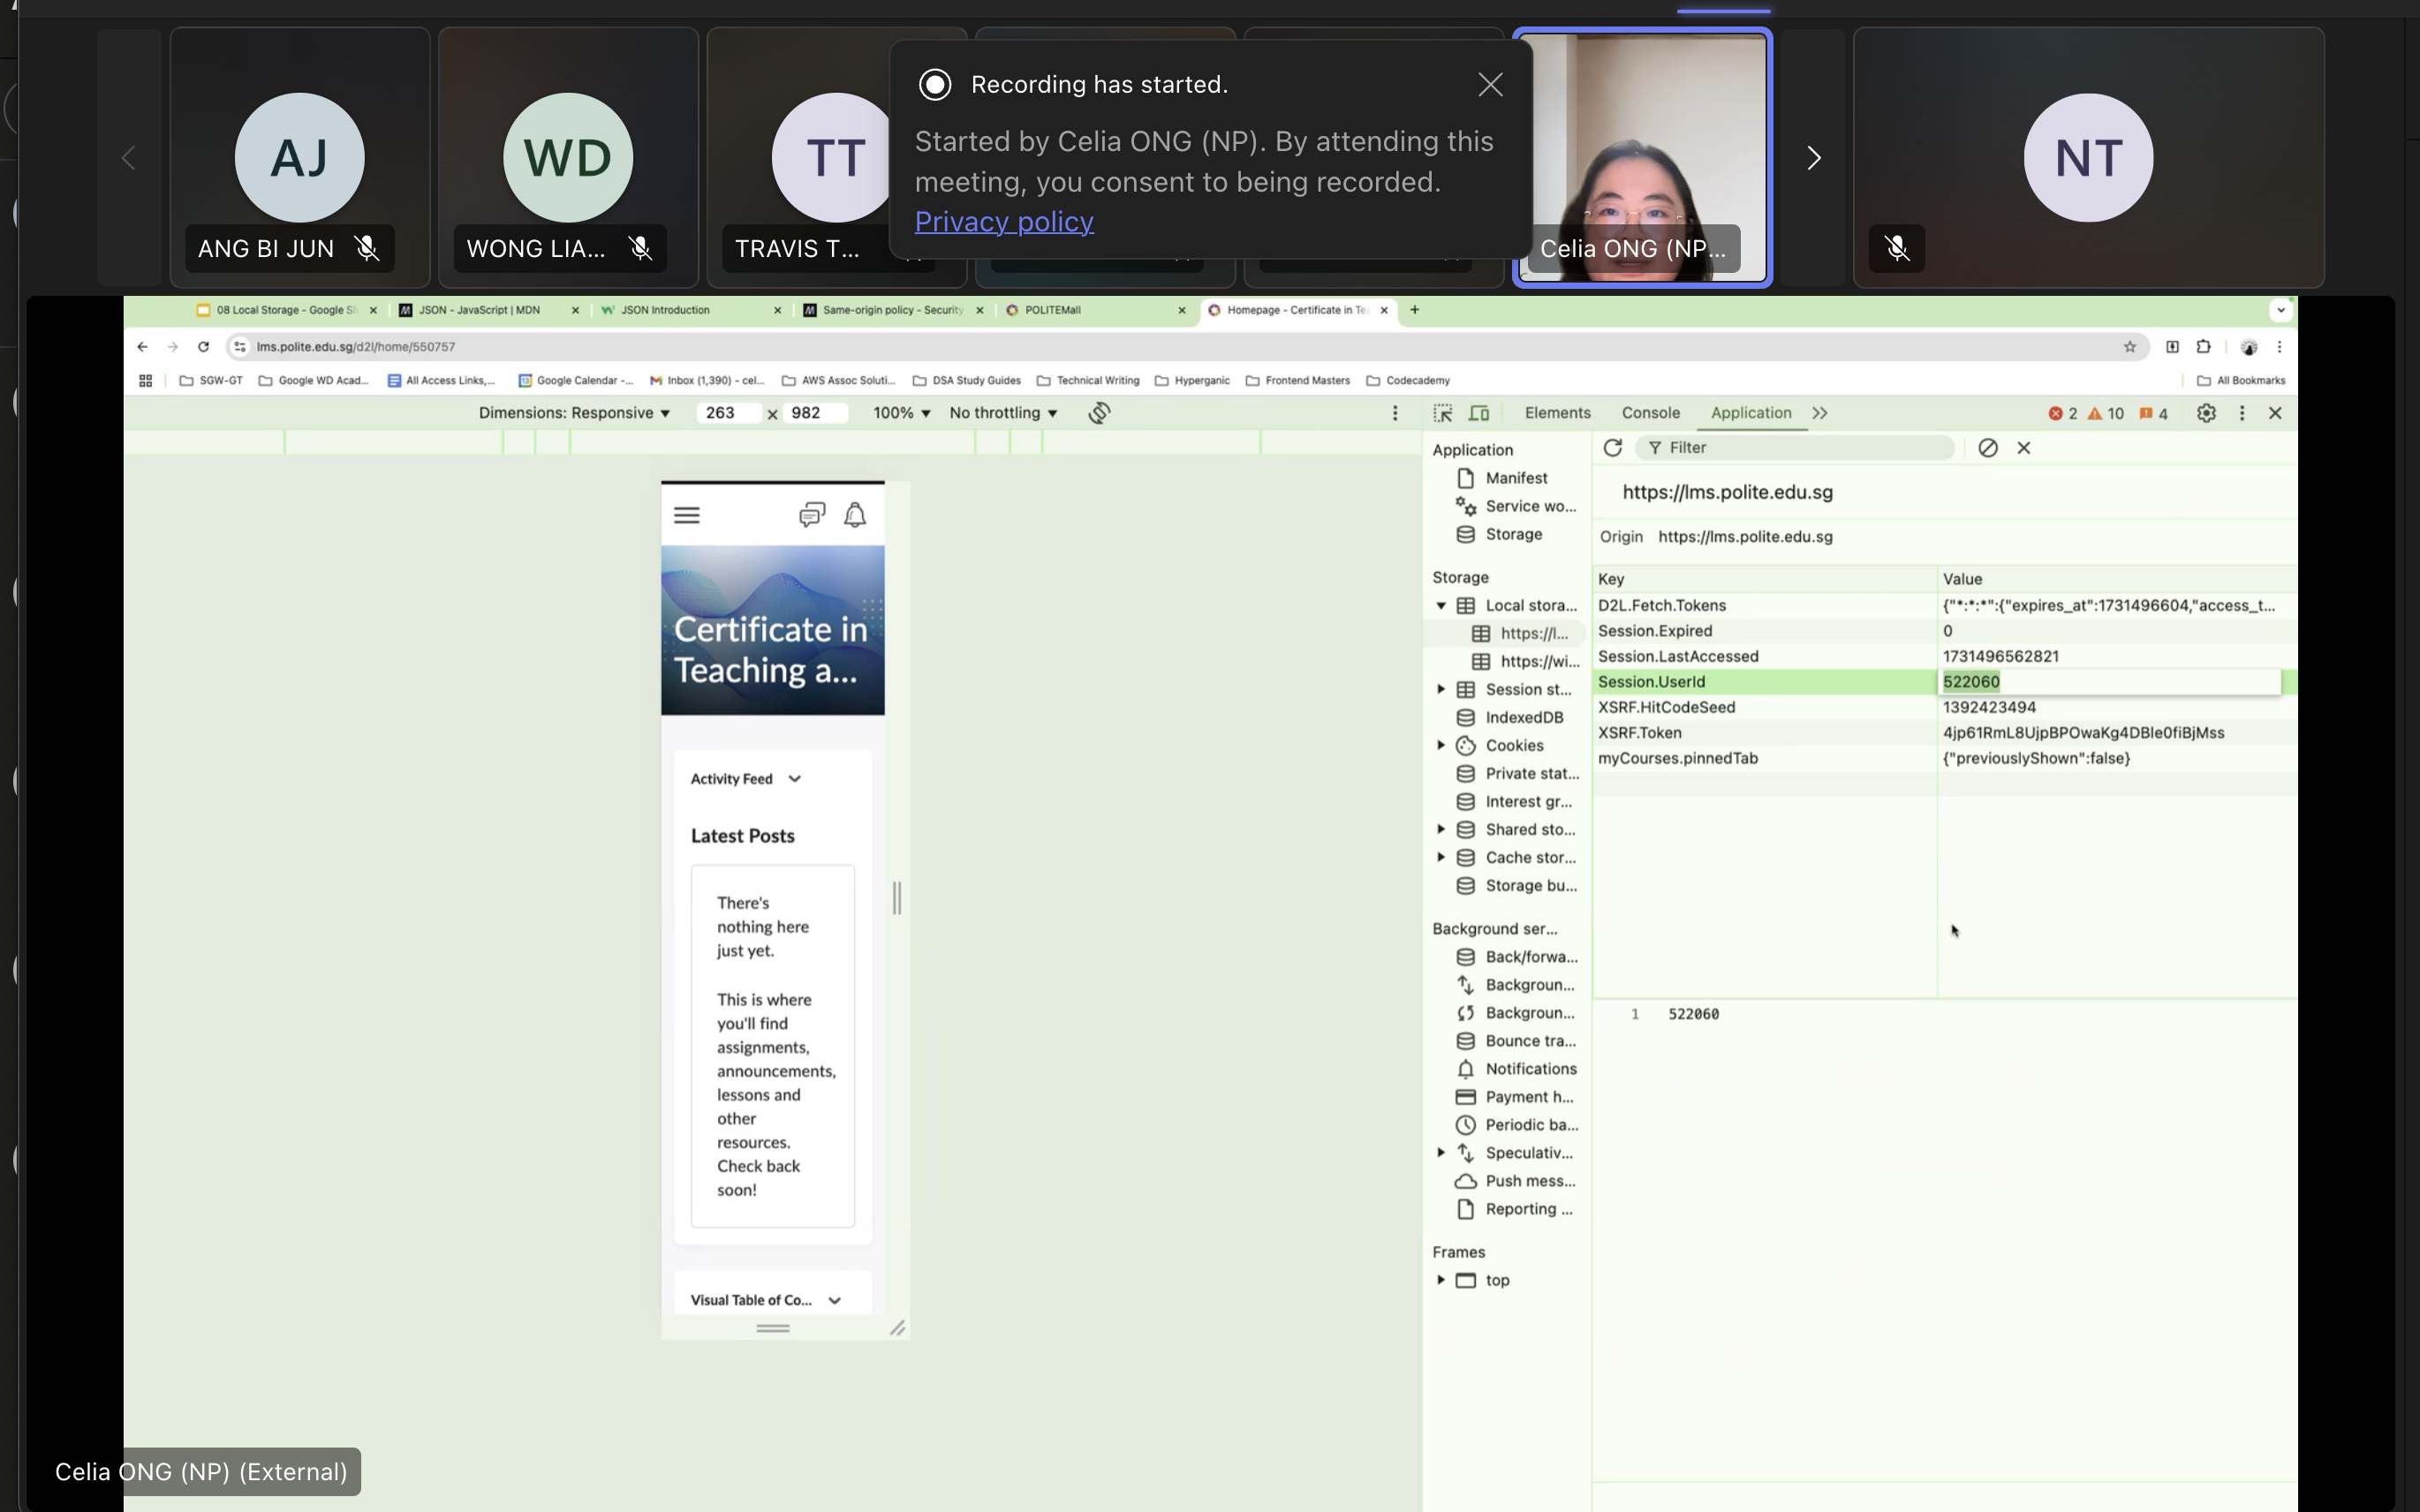 AJ
ANG BI JUN
WD
WONG LIA...
TT
TRAVIS T...
Recording has started.
Started by Celia ONG (NP). By attending this
meeting, you consent to being recorded.
Privacy policy
Celia ONG (NP...
NT
08 Local Storage - Google Sl
JSON - JavaScript | MDN
JSON Introduction
Same-origin policy - Security
POLITEMall
Homepage - Certificate in Tea
lms.polite.edu.sg/d2l/home/550757
SGW-GT
Google WD Acad...
All Access Links,...
Google Calendar -...
Inbox (1,390) - cel...
AWS Assoc Soluti...
DSA Study Guides
Technical Writing
Hyperganic
Frontend Masters
Codecademy
All Bookmarks
Dimensions: Responsive
263 x 982
100%
No throttling
Elements
Console
Application
2
10
4
Certificate in
Teaching a...
Activity Feed
Latest Posts
There's
nothing here
just yet.
This is where
you'll find
assignments,
announcements,
lessons and
other
resources.
Check back
soon!
Visual Table of Co...
Application
Manifest
Service wo...
Storage
Storage
Local stora...
https://l...
https://wi...
Session st...
IndexedDB
Cookies
Private stat...
Interest gr...
Shared sto...
Cache stor...
Storage bu...
Background ser...
Back/forwa...
Backgroun...
Backgroun...
Bounce tra...
Notifications
Payment h...
Periodic ba...
Speculativ...
Push mess...
Reporting ...
Frames
top
Filter
https://lms.polite.edu.sg
Origin https://lms.polite.edu.sg
Key Value
D2L.Fetch.Tokens {"*:*:*":{"expires_at":1731496604,"access_t...
Session.Expired 0
Session.LastAccessed 1731496562821
Session.UserId 522060
XSRF.HitCodeSeed 1392423494
XSRF.Token 4jp61RmL8UjpBPOwaKg4DBle0fiBjMss
myCourses.pinnedTab {"previouslyShown":false}
1 522060
Celia ONG (NP) (External)